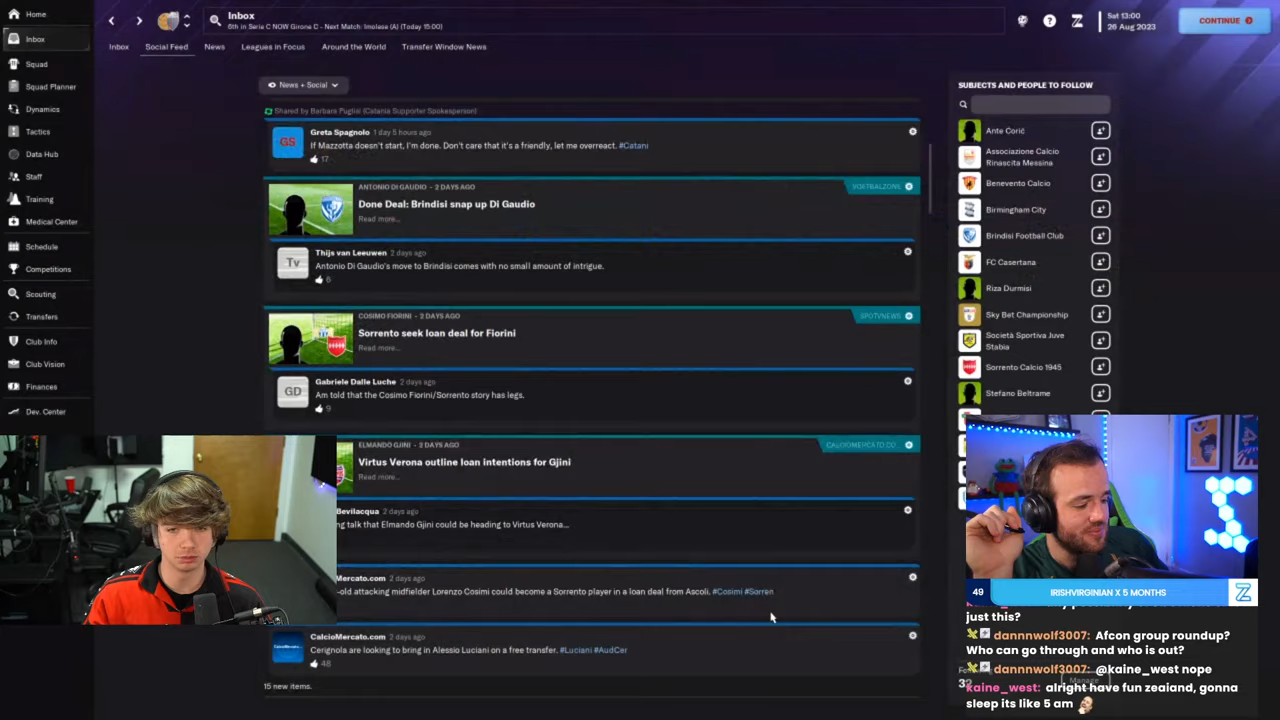 Home
Inbox
Squad
Squad Planner
Dynamics
Tactics
Data Hub
Staff
Training
Medical Center
Schedule
Competitions
Scouting
Transfers
Club Info
Club Vision
Finances
Dev. Center
Inbox
6th in Serie C NOW Girone C - Next Match: Imolese (A) (Today 15:00)
Sat 13:00
26 Aug 2023
CONTINUE
Inbox
Social Feed
News
Leagues in Focus
Around the World
Transfer Window News
News + Social
Shared by Barbara Puglisi (Catania Supporter Spokesperson)
GS
Greta Spagnolo 1 day 5 hours ago
If Mazzotta doesn't start, I'm done. Don't care that it's a friendly, let me overreact. #Catani
17
ANTONIO DI GAUDIO - 2 DAYS AGO
VOETBALZONE
Done Deal: Brindisi snap up Di Gaudio
Read more...
Tv
Thijs van Leeuwen 2 days ago
Antonio Di Gaudio's move to Brindisi comes with no small amount of intrigue.
6
COSIMO FIORINI - 2 DAYS AGO
SPOTVNEWS
Sorrento seek loan deal for Fiorini
Read more...
GD
Gabriele Dalle Luche 2 days ago
Am told that the Cosimo Fiorini/Sorrento story has legs.
9
ELMANDO GJINI - 2 DAYS AGO
CALCIOMERCATO.CO...
Virtus Verona outline loan intentions for Gjini
Read more...
Bevilacqua 2 days ago
ng talk that Elmando Gjini could be heading to Virtus Verona...
Mercato.com 2 days ago
-old attacking midfielder Lorenzo Cosimi could become a Sorrento player in a loan deal from Ascoli. #Cosimi #Sorren
CalcioMercato.com 2 days ago
Cerignola are looking to bring in Alessio Luciani on a free transfer. #Luciani #AudCer
48
15 new items.
SUBJECTS AND PEOPLE TO FOLLOW
Ante Ćorić
Associazione Calcio
Rinascita Messina
Benevento Calcio
Birmingham City
Brindisi Football Club
FC Casertana
Riza Durmisi
Sky Bet Championship
Società Sportiva Juve
Stabia
Sorrento Calcio 1945
Stefano Beltrame
49
IRISHVIRGINIAN X 5 MONTHS
just this?
dannnwolf3007: Afcon group roundup?
Who can go through and who is out?
dannnwolf3007: @kaine_west nope
kaine_west: alright have fun zealand, gonna
sleep its like 5 am
Manage